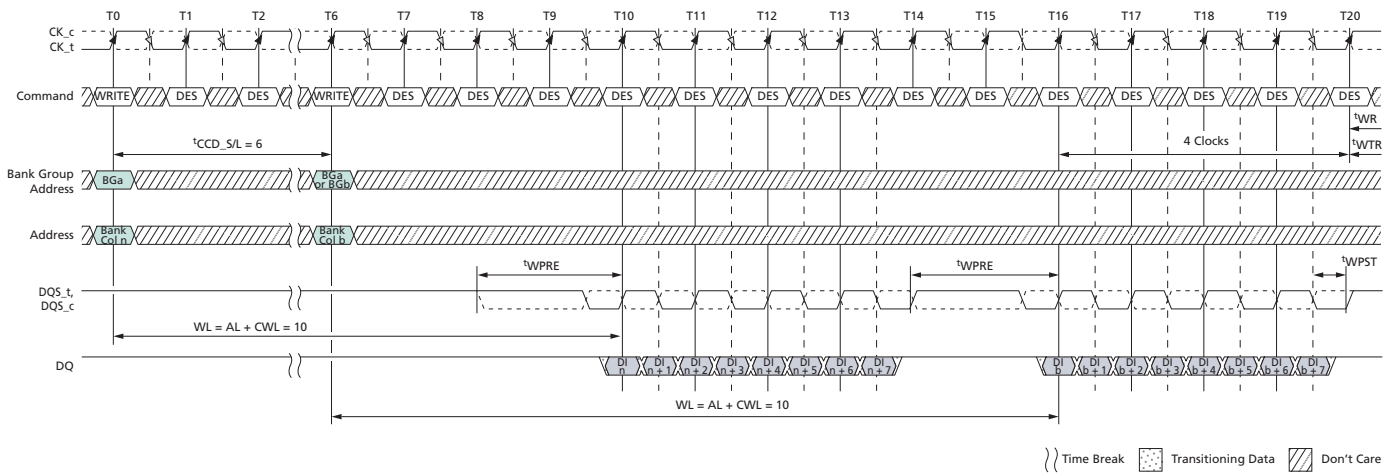 T0 T1 T2 T6 T7 T8 T9 T10 T11 T12 T13 T14 T15 T16 T17 T18 T19 T20
CK_c
CK_t
Command WRITE DES DES WRITE DES DES DES DES DES DES DES DES DES DES DES DES DES DES
tWR
tCCD_S/L = 6
4 Clocks
tWTR
Bank Group
Address
BGa
BGa
or BGb
Address
Bank
Col n
Bank
Col b
tWPRE
tWPRE
tWPST
DQS_t,
DQS_c
WL = AL + CWL = 10
DQ
DI
n
DI
n + 1
DI
n + 2
DI
n + 3
DI
n + 4
DI
n + 5
DI
n + 6
DI
n + 7
DI
b
DI
b + 1
DI
b + 2
DI
b + 3
DI
b + 4
DI
b + 5
DI
b + 6
DI
b + 7
WL = AL + CWL = 10
Time Break Transitioning Data Don't Care